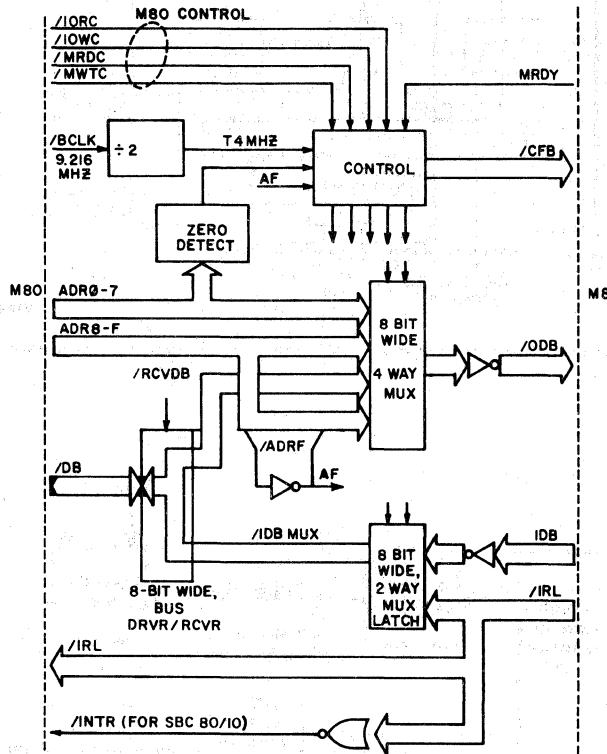 M80 CONTROL
/IORC
/IOWC
/MRDC
/MWTC
MRDY
/BCLK
9.216
MHZ
÷2
T4MHZ
CONTROL
/CFB
AF
ZERO
DETECT
M80
ADR0-7
M8
ADR8-F
8 BIT
WIDE
4 WAY
MUX
/ODB
/RCVDB
/ADRF
AF
/DB
/IDB MUX
IDB
8 BIT
WIDE,
2 WAY
MUX
LATCH
/IRL
8-BIT WIDE,
BUS
DRVR/RCVR
/IRL
/INTR (FOR SBC 80/10)